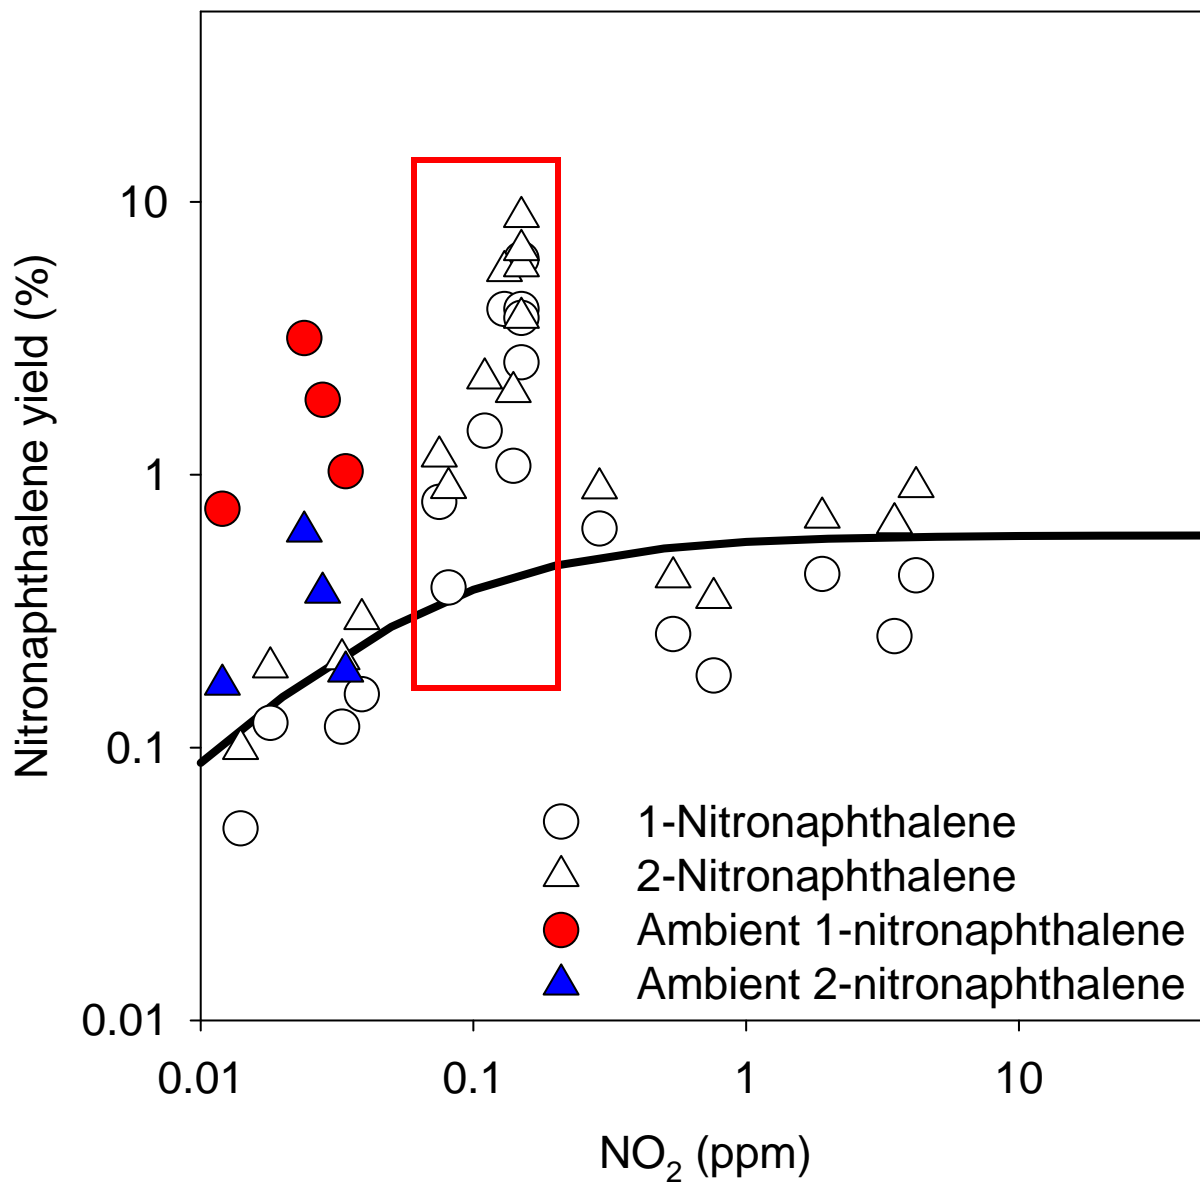 Nitronaphthalene yield (%)
10
1
0.1
0.01
1-Nitronaphthalene
2-Nitronaphthalene
Ambient 1-nitronaphthalene
Ambient 2-nitronaphthalene
0.01 0.1 1 10
NO₂ (ppm)